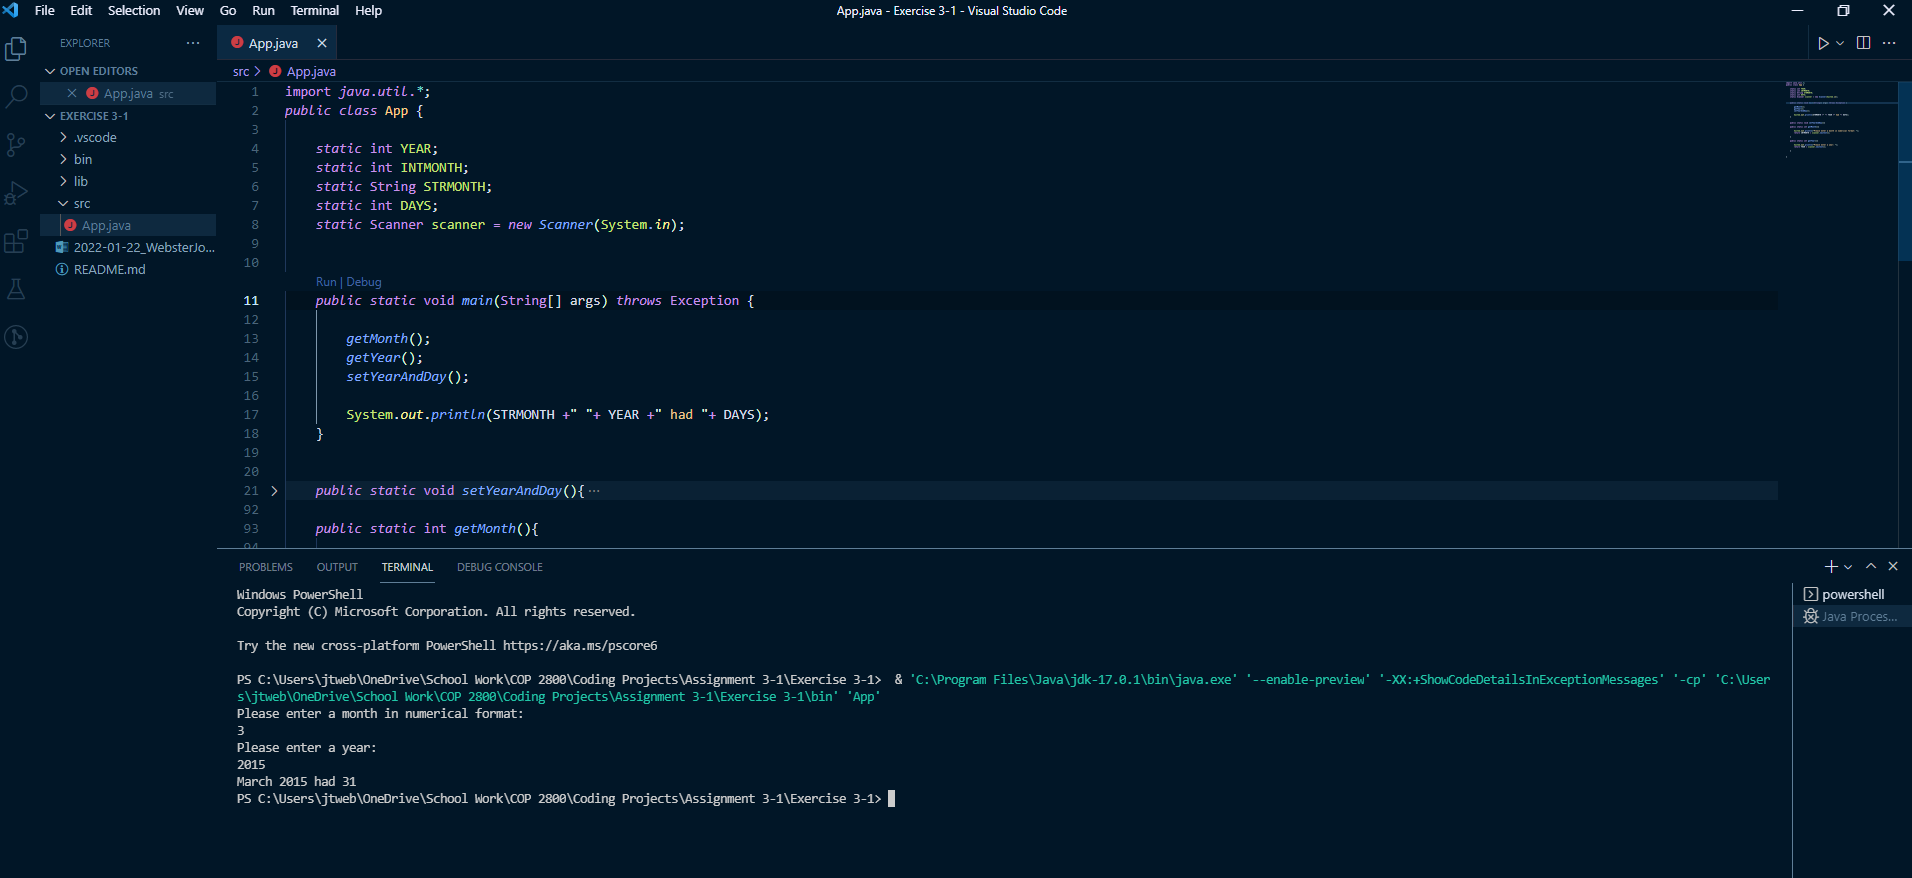 File Edit Selection View Go Run Terminal Help
App.java - Exercise 3-1 - Visual Studio Code
EXPLORER
OPEN EDITORS
App.java src
EXERCISE 3-1
.vscode
bin
lib
src
App.java
2022-01-22_WebsterJo...
README.md
App.java
src > App.java
1 import java.util.*;
2 public class App {
3
4 static int YEAR;
5 static int INTMONTH;
6 static String STRMONTH;
7 static int DAYS;
8 static Scanner scanner = new Scanner(System.in);
9
10
Run | Debug
11 public static void main(String[] args) throws Exception {
12
13 getMonth();
14 getYear();
15 setYearAndDay();
16
17 System.out.println(STRMONTH +" "+ YEAR +" had "+ DAYS);
18 }
19
20
21 public static void setYearAndDay(){ ...
92
93 public static int getMonth(){
94
PROBLEMS OUTPUT TERMINAL DEBUG CONSOLE
Windows PowerShell
Copyright (C) Microsoft Corporation. All rights reserved.
Try the new cross-platform PowerShell https://aka.ms/pscore6
PS C:\Users\jtweb\OneDrive\School Work\COP 2800\Coding Projects\Assignment 3-1\Exercise 3-1> & 'C:\Program Files\Java\jdk-17.0.1\bin\java.exe' '--enable-preview' '-XX:+ShowCodeDetailsInExceptionMessages' '-cp' 'C:\User
s\jtweb\OneDrive\School Work\COP 2800\Coding Projects\Assignment 3-1\Exercise 3-1\bin' 'App'
Please enter a month in numerical format:
3
Please enter a year:
2015
March 2015 had 31
PS C:\Users\jtweb\OneDrive\School Work\COP 2800\Coding Projects\Assignment 3-1\Exercise 3-1>
powershell
Java Proces...